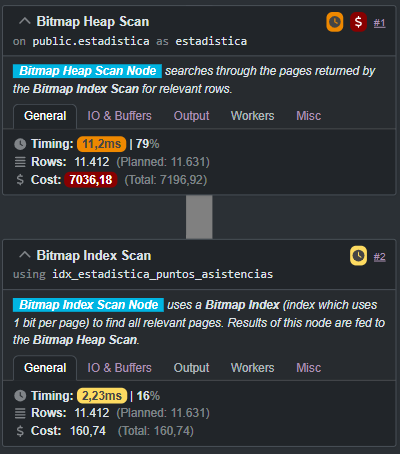 Bitmap Heap Scan #1
on public.estadistica as estadistica
Bitmap Heap Scan Node searches through the pages returned by
the Bitmap Index Scan for relevant rows.
General IO & Buffers Output Workers Misc
Timing: 11,2ms | 79%
Rows: 11.412 (Planned: 11.631)
$ Cost: 7036,18 (Total: 7196,92)
Bitmap Index Scan #2
using idx_estadistica_puntos_asistencias
Bitmap Index Scan Node uses a Bitmap Index (index which uses
1 bit per page) to find all relevant pages. Results of this node are fed to
the Bitmap Heap Scan.
General IO & Buffers Output Workers Misc
Timing: 2,23ms | 16%
Rows: 11.412 (Planned: 11.631)
$ Cost: 160,74 (Total: 160,74)